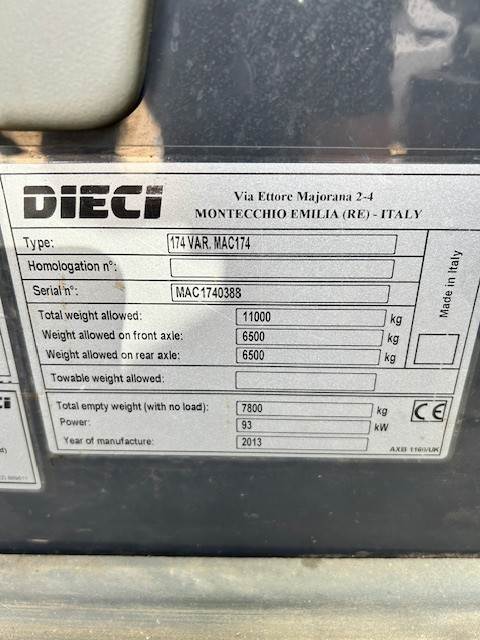 DIECI
Via Ettore Majorana 2-4
MONTECCHIO EMILIA (RE) - ITALY
Type: 174 VAR. MAC174
Homologation n°:
Serial n°: MAC1740388
Made in Italy
Total weight allowed: 11000 kg
Weight allowed on front axle: 6500 kg
Weight allowed on rear axle: 6500 kg
Towable weight allowed:
Total empty weight (with no load): 7800 kg
Power: 93 kW
Year of manufacture: 2013
CE
AXB 1160/UK